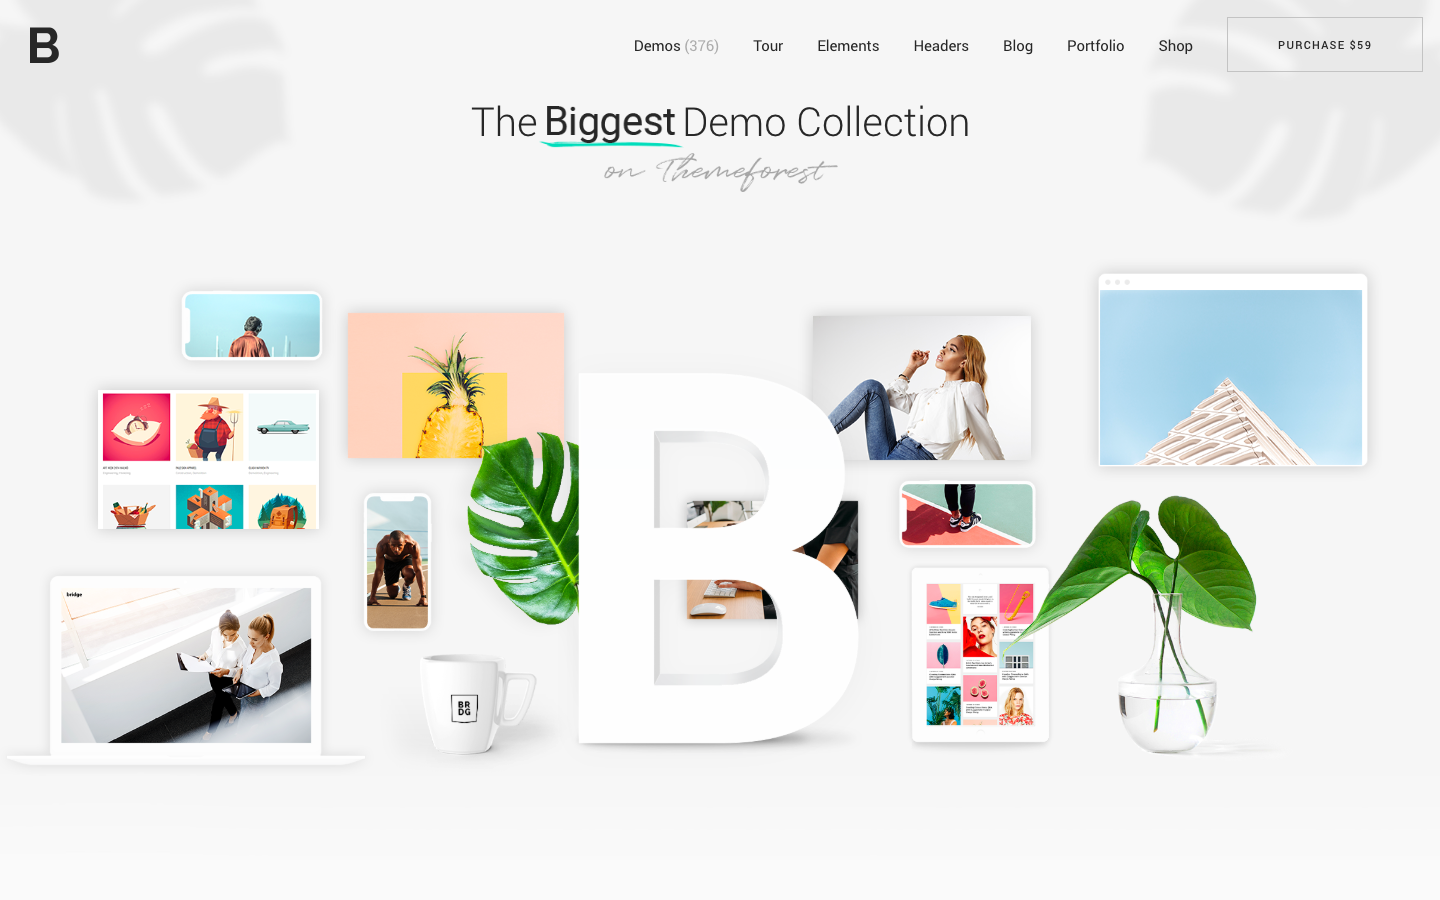 B
Demos (376)
Tour
Elements
Headers
Blog
Portfolio
Shop
PURCHASE $59
The Biggest Demo Collection
on Themeforest
bridge
BR
DG
B